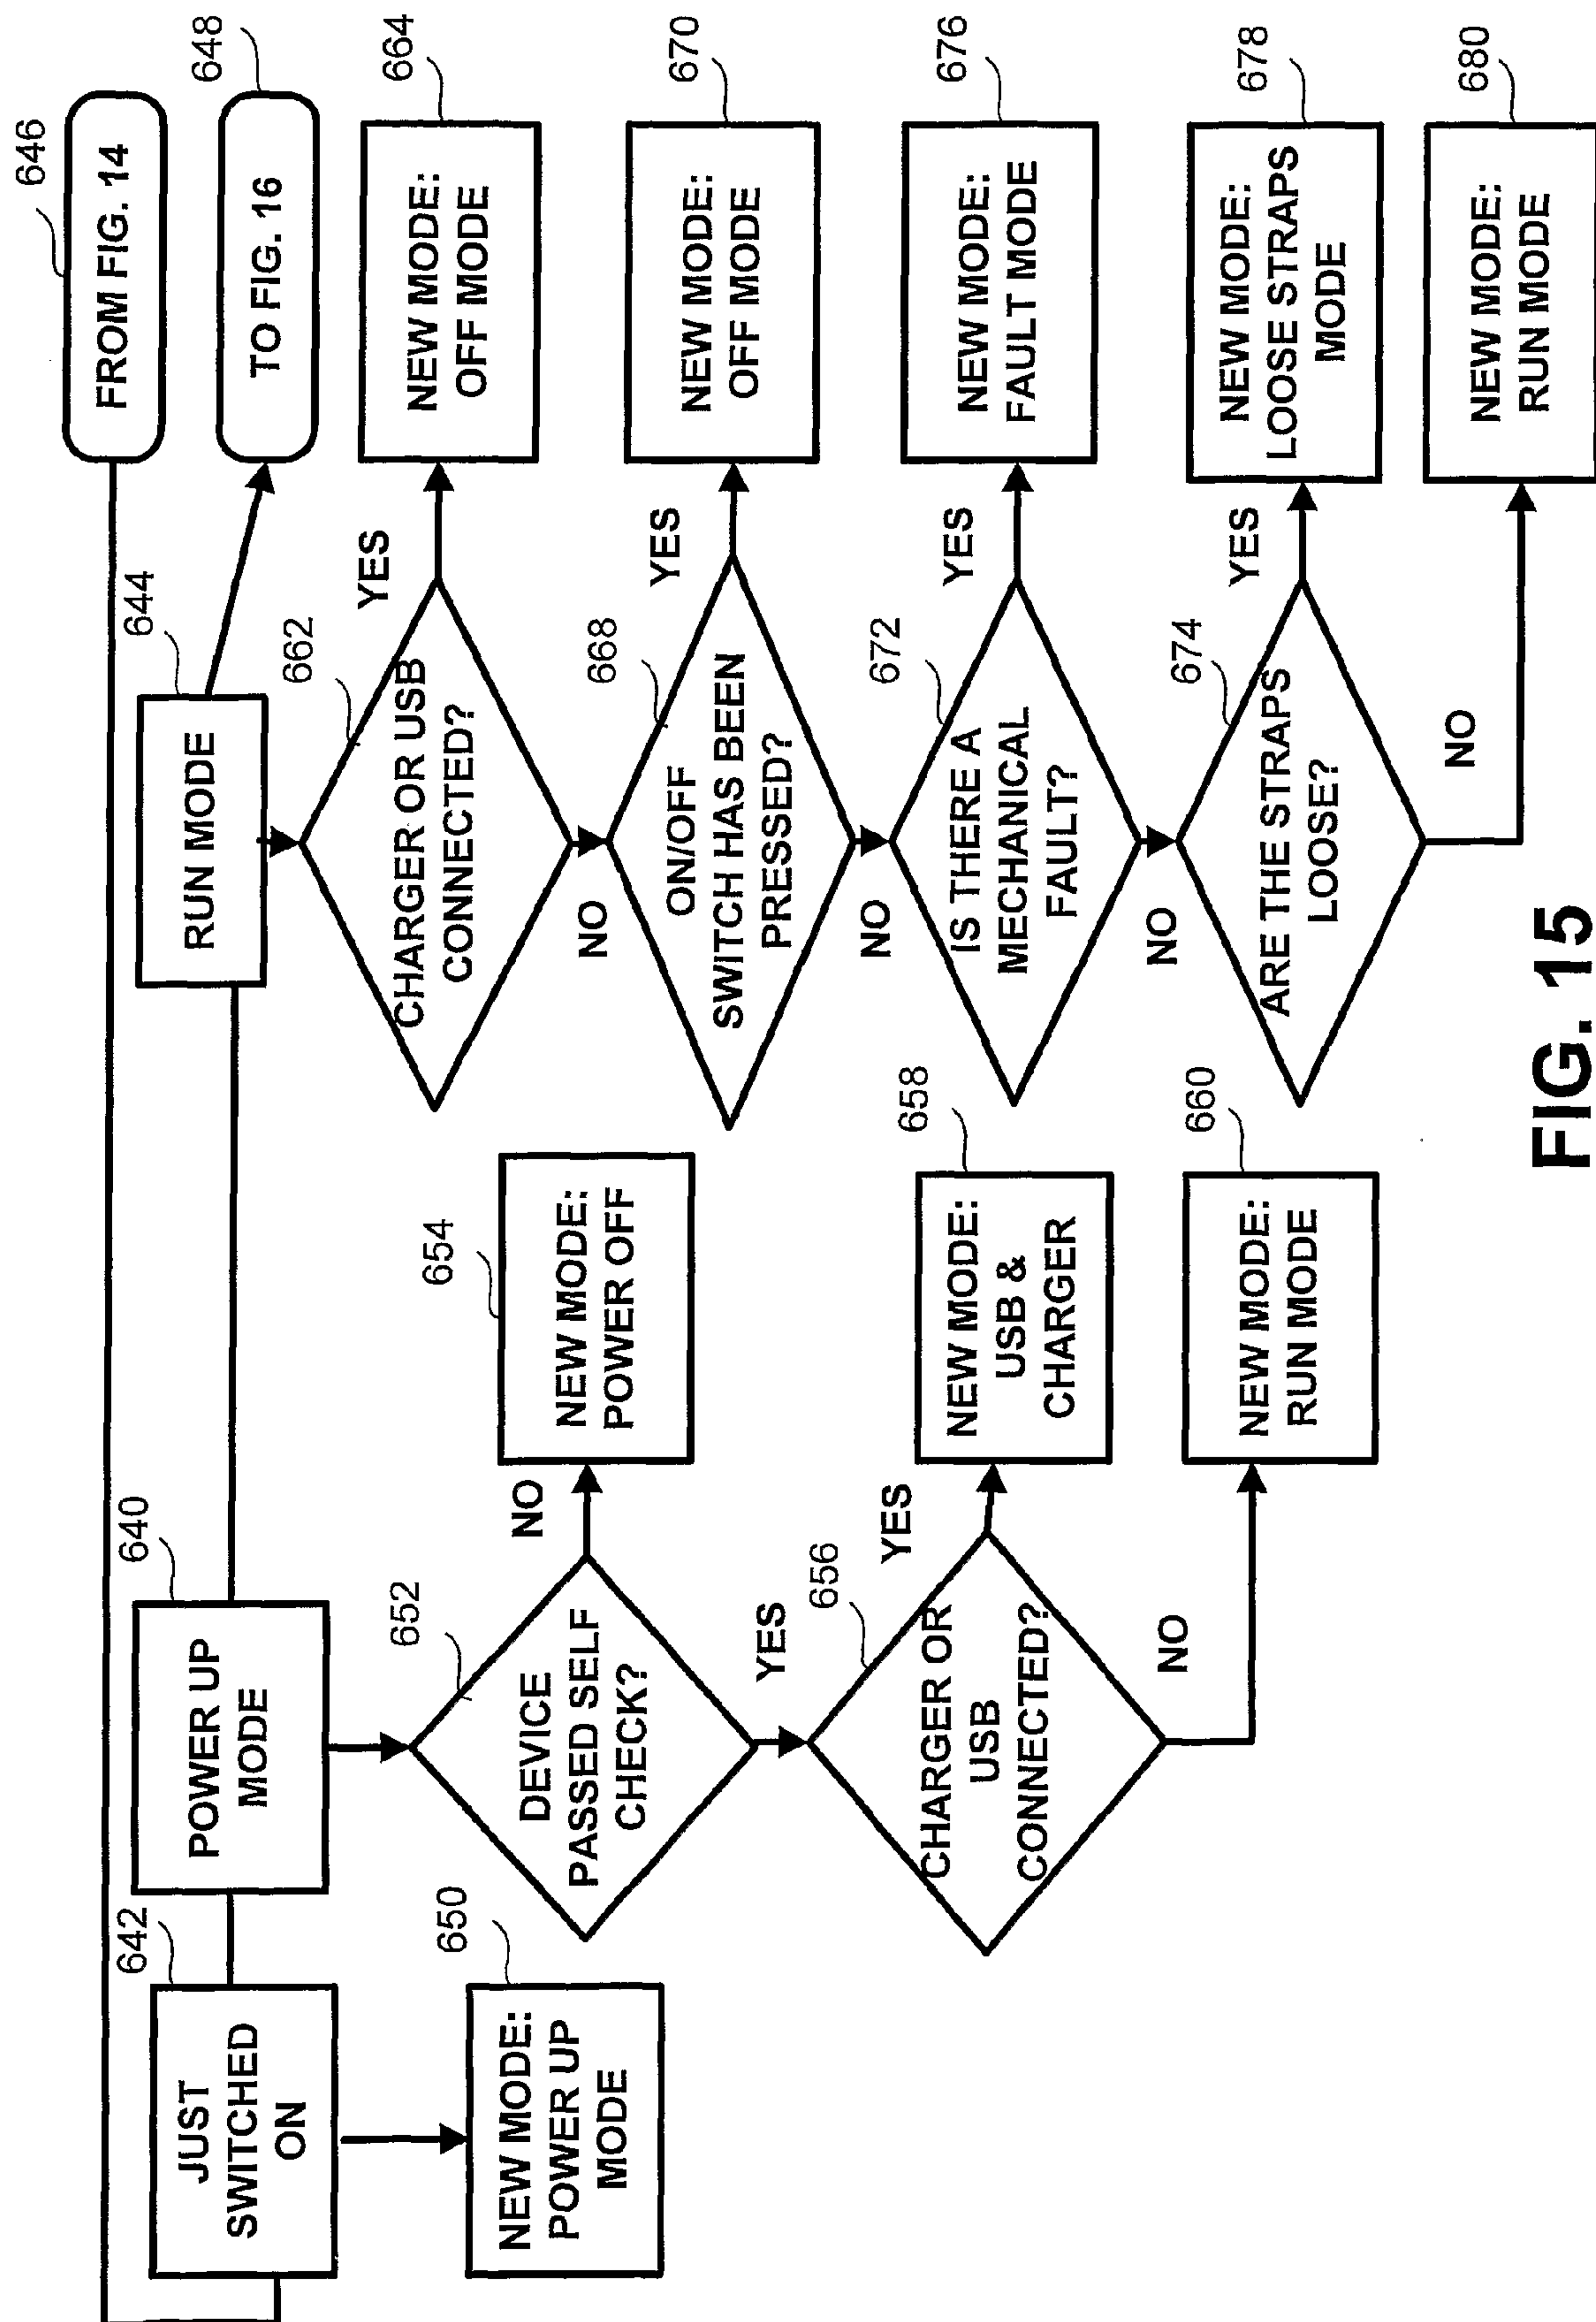 646
FROM FIG. 14
648
TO FIG. 16
642
JUST
SWITCHED
ON
640
POWER UP
MODE
644
RUN MODE
650
NEW MODE:
POWER UP
MODE
652
DEVICE
PASSED SELF
CHECK?
NO
654
NEW MODE:
POWER OFF
YES
656
CHARGER OR
USB
CONNECTED?
YES
658
NEW MODE:
USB &
CHARGER
NO
660
NEW MODE:
RUN MODE
662
CHARGER OR USB
CONNECTED?
YES
664
NEW MODE:
OFF MODE
NO
668
ON/OFF
SWITCH HAS BEEN
PRESSED?
YES
670
NEW MODE:
OFF MODE
NO
672
IS THERE A
MECHANICAL
FAULT?
YES
676
NEW MODE:
FAULT MODE
NO
674
ARE THE STRAPS
LOOSE?
YES
678
NEW MODE:
LOOSE STRAPS
MODE
NO
680
NEW MODE:
RUN MODE
FIG. 15